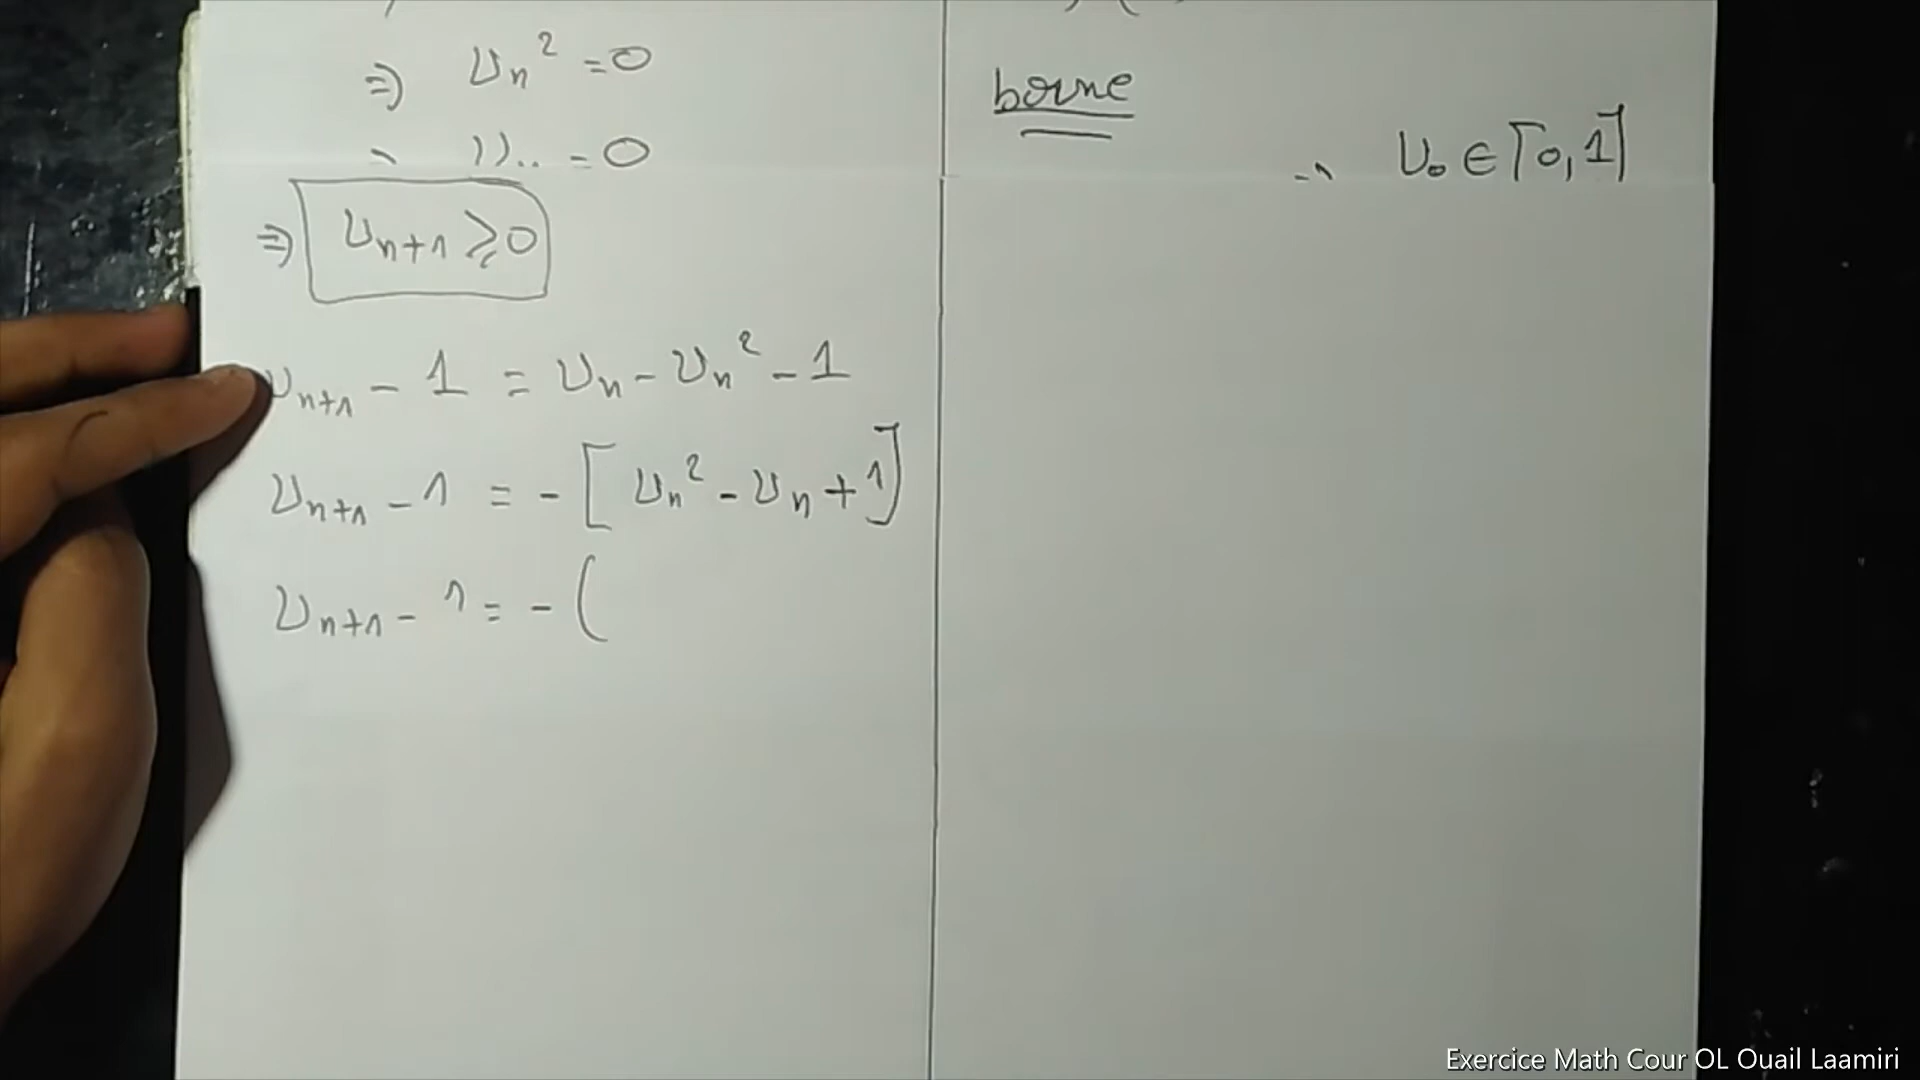 => Un² = 0
= 0
=> Un+1 ⩾ 0
Un+1 - 1 = Un - Un² - 1
Un+1 - 1 = - [ Un² - Un + 1 ]
Un+1 - 1 = - (
borne
U₀ ∈ [0,1]
Exercice Math Cour OL Ouail Laamiri